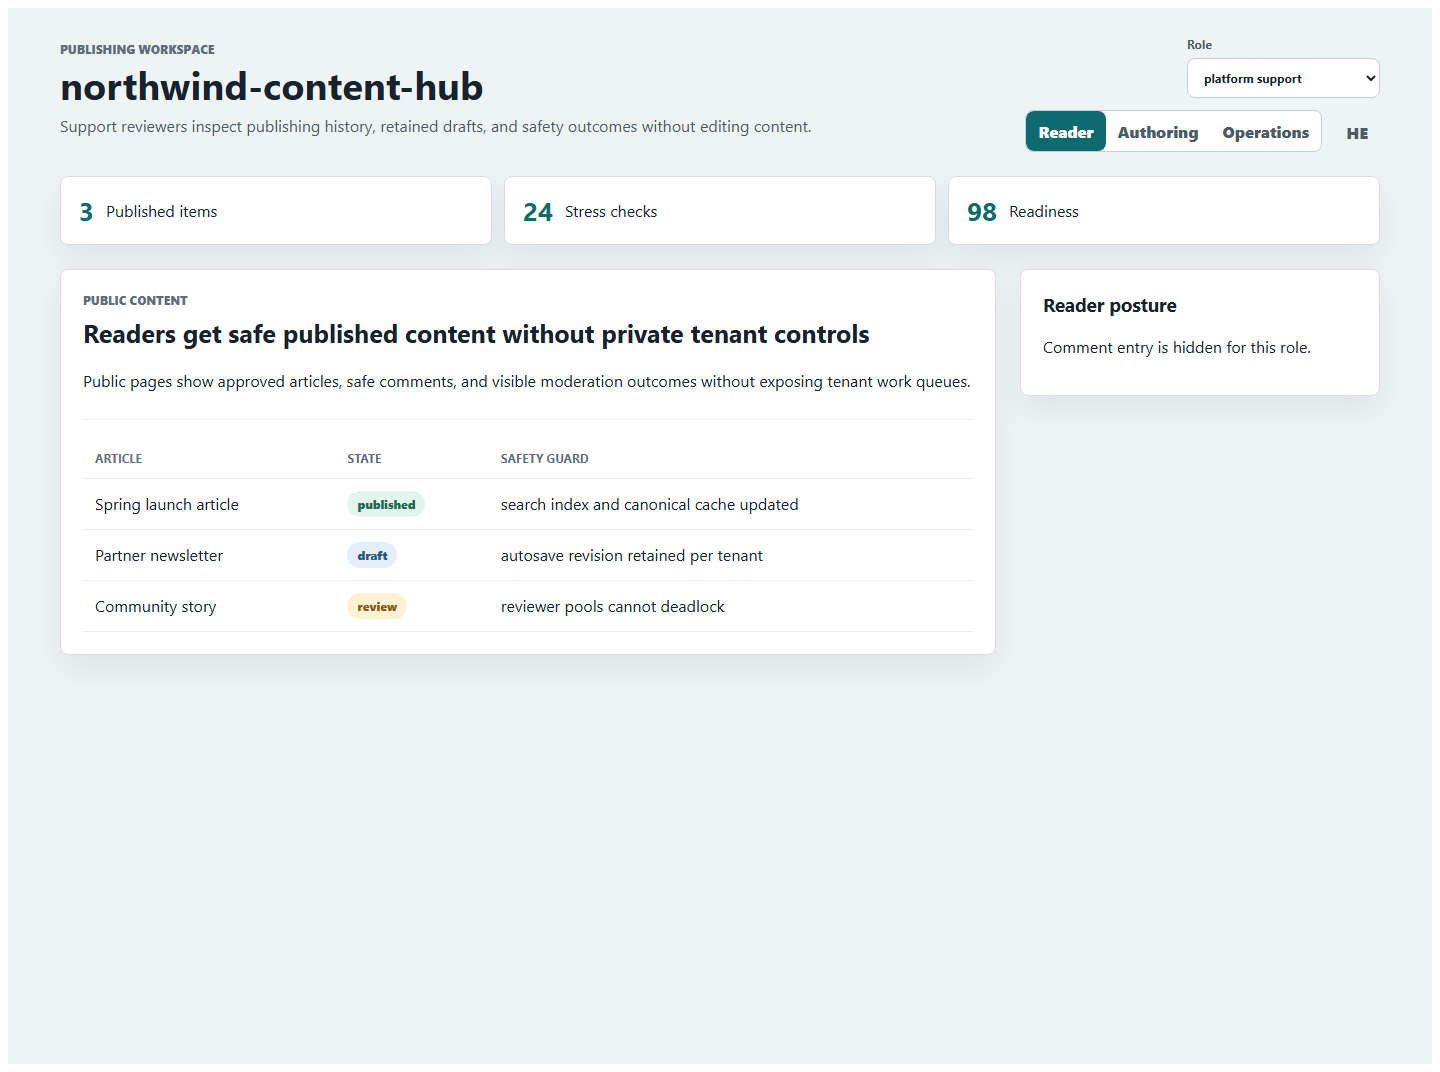 PUBLISHING WORKSPACE
northwind-content-hub
Support reviewers inspect publishing history, retained drafts, and safety outcomes without editing content.
Role
platform support
Reader
Authoring
Operations
HE
3 Published items
24 Stress checks
98 Readiness
PUBLIC CONTENT
Readers get safe published content without private tenant controls
Public pages show approved articles, safe comments, and visible moderation outcomes without exposing tenant work queues.
ARTICLE STATE SAFETY GUARD
Spring launch article published search index and canonical cache updated
Partner newsletter draft autosave revision retained per tenant
Community story review reviewer pools cannot deadlock
Reader posture
Comment entry is hidden for this role.